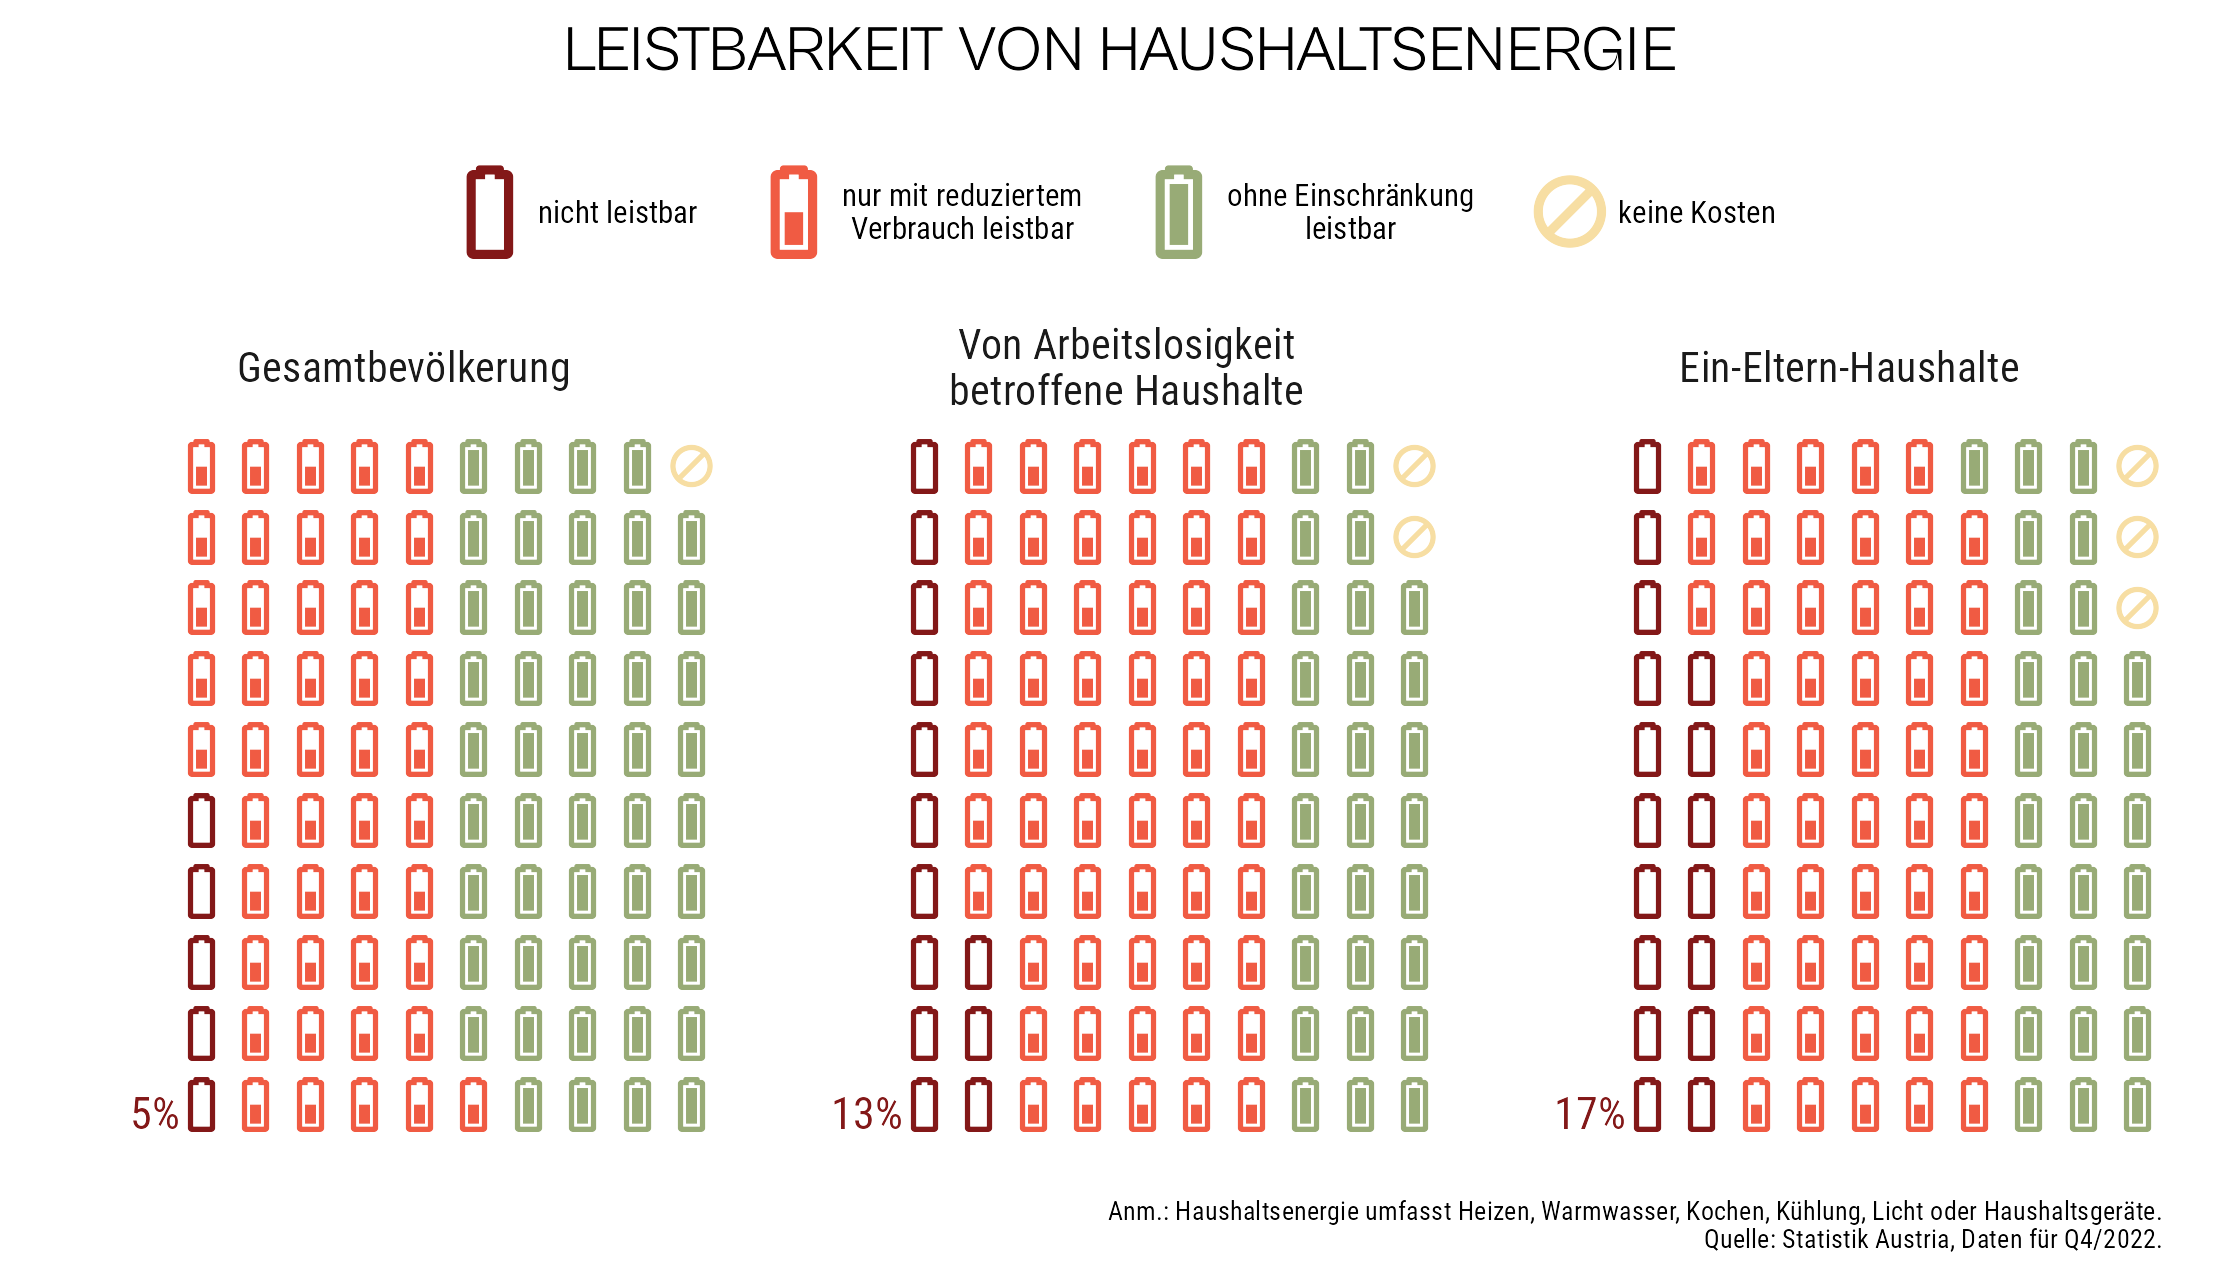 LEISTBARKEIT VON HAUSHALTSENERGIE
nicht leistbar
nur mit reduziertem
Verbrauch leistbar
ohne Einschränkung
leistbar
keine Kosten
Gesamtbevölkerung
Von Arbeitslosigkeit
betroffene Haushalte
Ein-Eltern-Haushalte
5%
13%
17%
Anm.: Haushaltsenergie umfasst Heizen, Warmwasser, Kochen, Kühlung, Licht oder Haushaltsgeräte.
Quelle: Statistik Austria, Daten für Q4/2022.